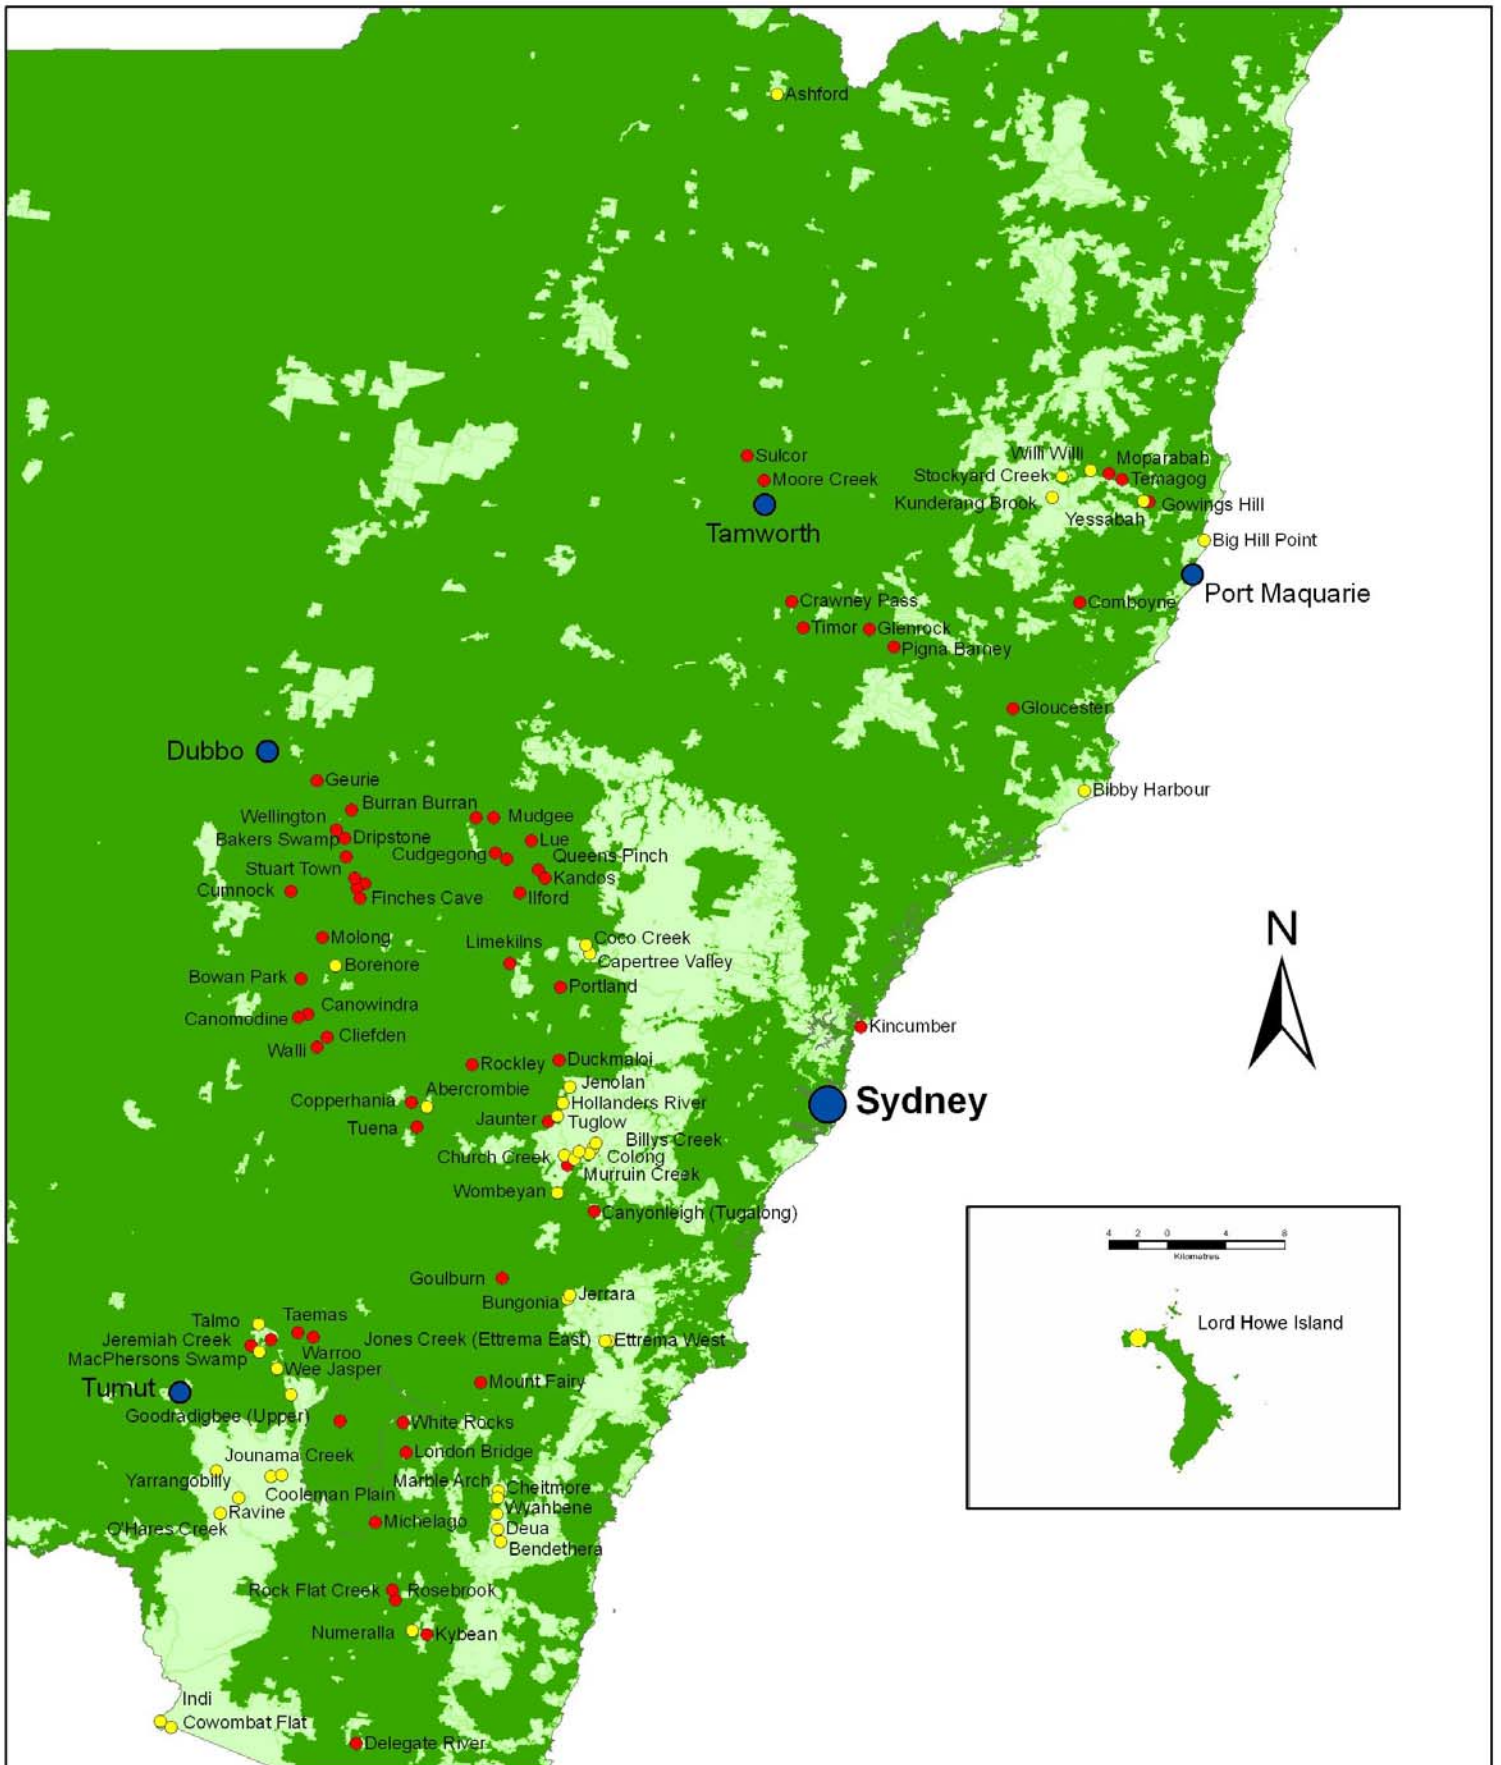 Ashford
Sulcor
Moore Creek
Tamworth
Willi Willi
Moparabah
Stockyard Creek
Temagog
Kunderang Brook
Gowings Hill
Yessabah
Big Hill Point
Port Maquarie
Crawney Pass
Comboyne
Timor
Glenrock
Pigna Barney
Gloucester
Dubbo
Geurie
Bibby Harbour
Burran Burran
Wellington
Mudgee
Bakers Swamp
Dripstone
Lue
Cudgegong
Queens Pinch
Stuart Town
Kandos
Cumnock
Finches Cave
Ilford
Molong
Limekilns
Coco Creek
Borenore
Capertree Valley
Bowan Park
Portland
Canowindra
Canomodine
Kincumber
Cliefden
Walli
Rockley
Duckmaloi
Jenolan
Abercrombie
Copperhania
Hollanders River
Sydney
Jaunter
Tuglow
Tuena
Billys Creek
Church Creek
Colong
Murruin Creek
Wombeyan
Canyonleigh (Tugalong)
N
4 2 0 4 8
Kilometres
Goulburn
Jerrara
Bungonia
Taemas
Talmo
Lord Howe Island
Jeremiah Creek
Jones Creek (Ettrema East)
Ettrema West
Warroo
MacPhersons Swamp
Wee Jasper
Mount Fairy
Tumut
Goodradigbee (Upper)
White Rocks
London Bridge
Jounama Creek
Yarrangobilly
Marble Arch
Cheitmore
Cooleman Plain
Wyanbene
Ravine
Michelago
O'Hares Creek
Deua
Bendethera
Rock Flat Creek
Rosebrook
Numeralla
Kybean
Indi
Cowombat Flat
Delegate River